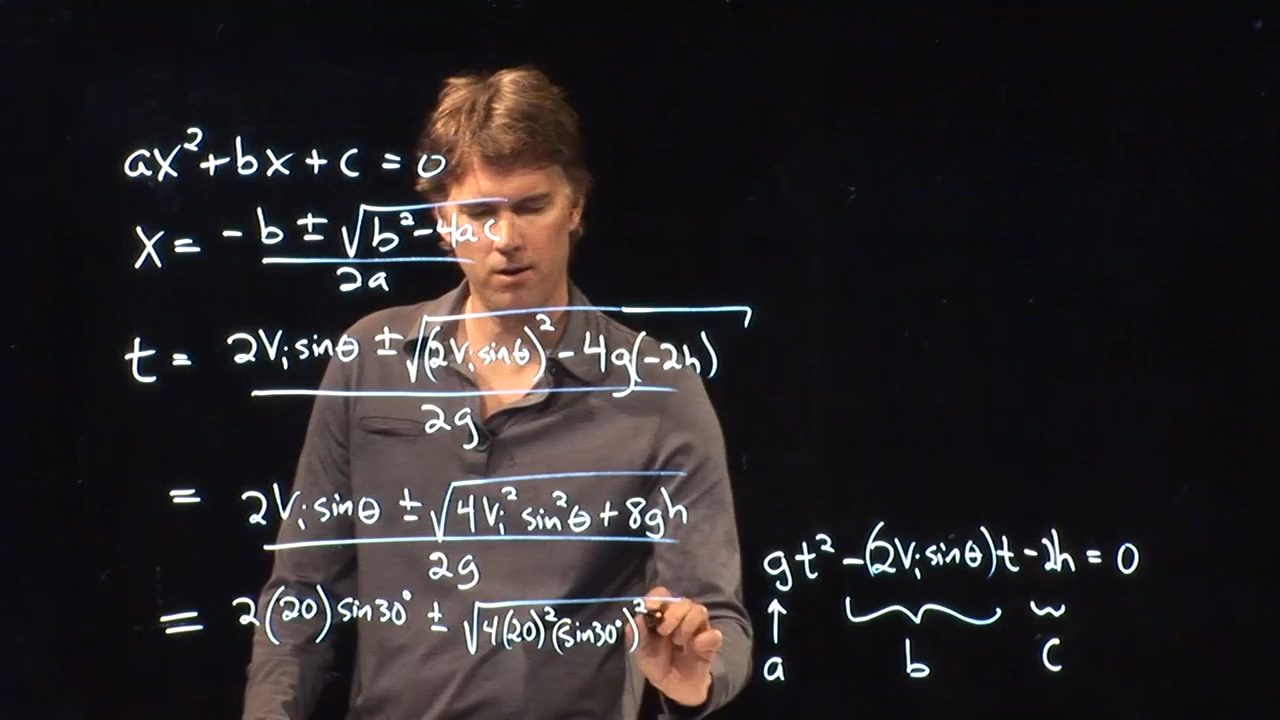 ax²+bx+c=0
x = -b ± √(b²-4ac)
2a
t = 2Vᵢ sinθ ± √((2Vᵢ sinθ)² - 4g(-2h))
2g
= 2Vᵢ sinθ ± √(4Vᵢ² sin²θ + 8gh)
2g
= 2(20) sin30° ± √(4(20)²(sin30°)²
gt² -(2Vᵢ sinθ)t - 2h = 0
a b c